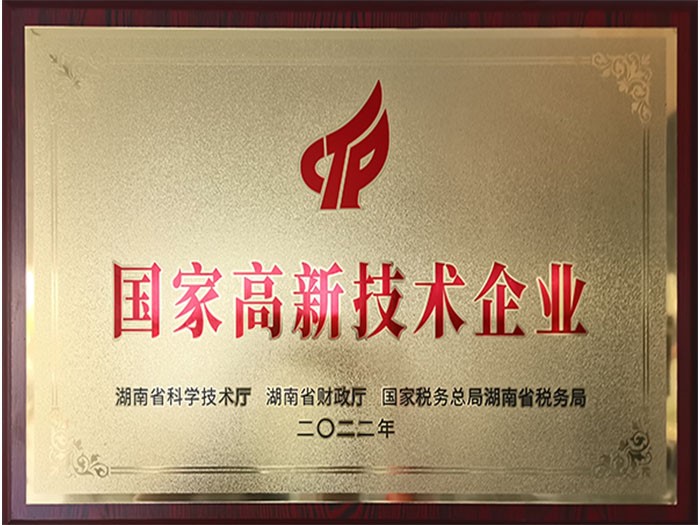 CTP
国家高新技术企业
湖南省科学技术厅 湖南省财政厅 国家税务总局湖南省税务局
二〇二二年